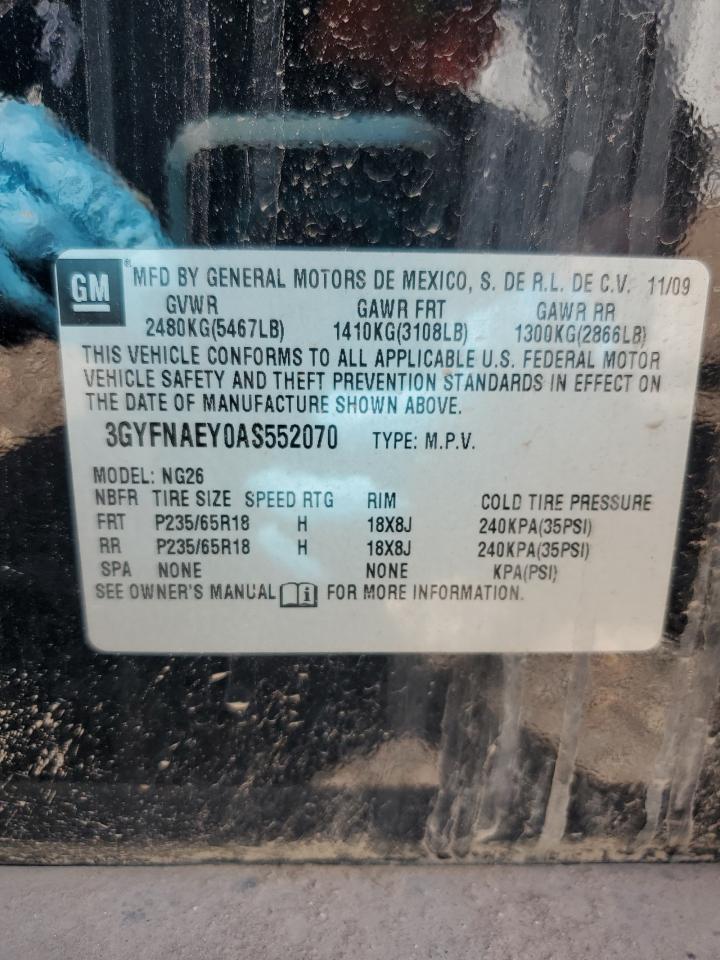 GM® MFD BY GENERAL MOTORS DE MEXICO, S. DE R.L. DE C.V. 11/09
GVWR GAWR FRT GAWR RR
2480KG(5467LB) 1410KG(3108LB) 1300KG(2866LB)
THIS VEHICLE CONFORMS TO ALL APPLICABLE U.S. FEDERAL MOTOR
VEHICLE SAFETY AND THEFT PREVENTION STANDARDS IN EFFECT ON
THE DATE OF MANUFACTURE SHOWN ABOVE.
3GYFNAEY0AS552070 TYPE: M.P.V.
MODEL: NG26
NBFR TIRE SIZE SPEED RTG RIM COLD TIRE PRESSURE
FRT P235/65R18 H 18X8J 240KPA(35PSI)
RR P235/65R18 H 18X8J 240KPA(35PSI)
SPA NONE NONE KPA(PSI)
SEE OWNER'S MANUAL i FOR MORE INFORMATION.